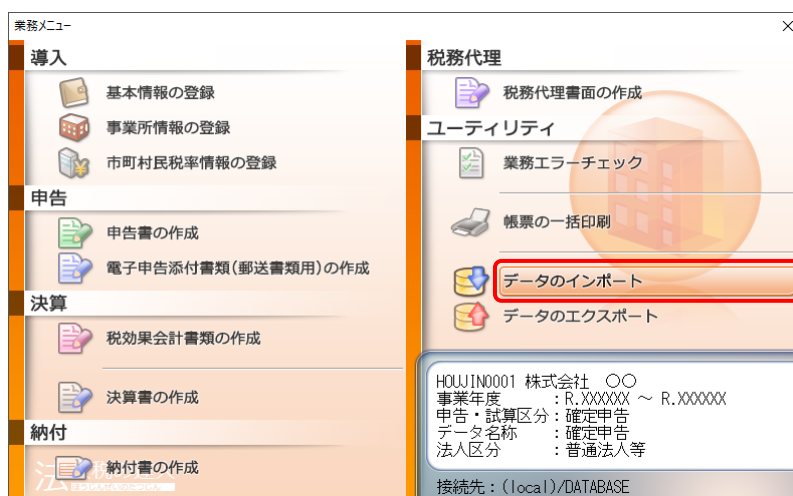 業務メニュー
導入
基本情報の登録
事業所情報の登録
市町村民税率情報の登録
申告
申告書の作成
電子申告添付書類(郵送書類用)の作成
決算
税効果会計書類の作成
決算書の作成
納付
納付書の作成
税務代理
税務代理書面の作成
ユーティリティ
業務エラーチェック
帳票の一括印刷
データのインポート
データのエクスポート
HOUJIN0001 株式会社 ○○
事業年度 :R.XXXXXX ~ R.XXXXXX
申告・試算区分:確定申告
データ名称 :確定申告
法人区分 :普通法人等
接続先:(local)/DATABASE